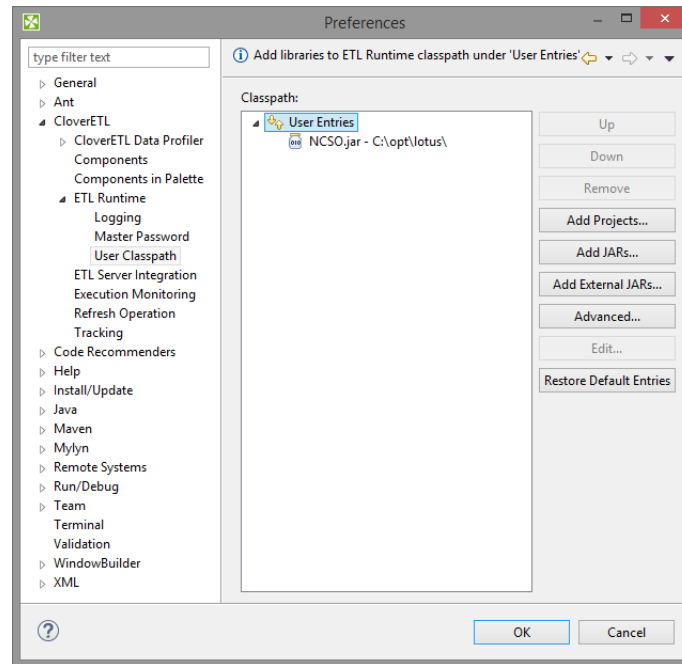 Preferences
type filter text
General
Ant
CloverETL
CloverETL Data Profiler
Components
Components in Palette
ETL Runtime
Logging
Master Password
User Classpath
ETL Server Integration
Execution Monitoring
Refresh Operation
Tracking
Code Recommenders
Help
Install/Update
Java
Maven
Mylyn
Remote Systems
Run/Debug
Team
Terminal
Validation
WindowBuilder
XML
Add libraries to ETL Runtime classpath under 'User Entries'
Classpath:
User Entries
NCSO.jar - C:\opt\lotus\
Up
Down
Remove
Add Projects...
Add JARs...
Add External JARs...
Advanced...
Edit...
Restore Default Entries
OK
Cancel